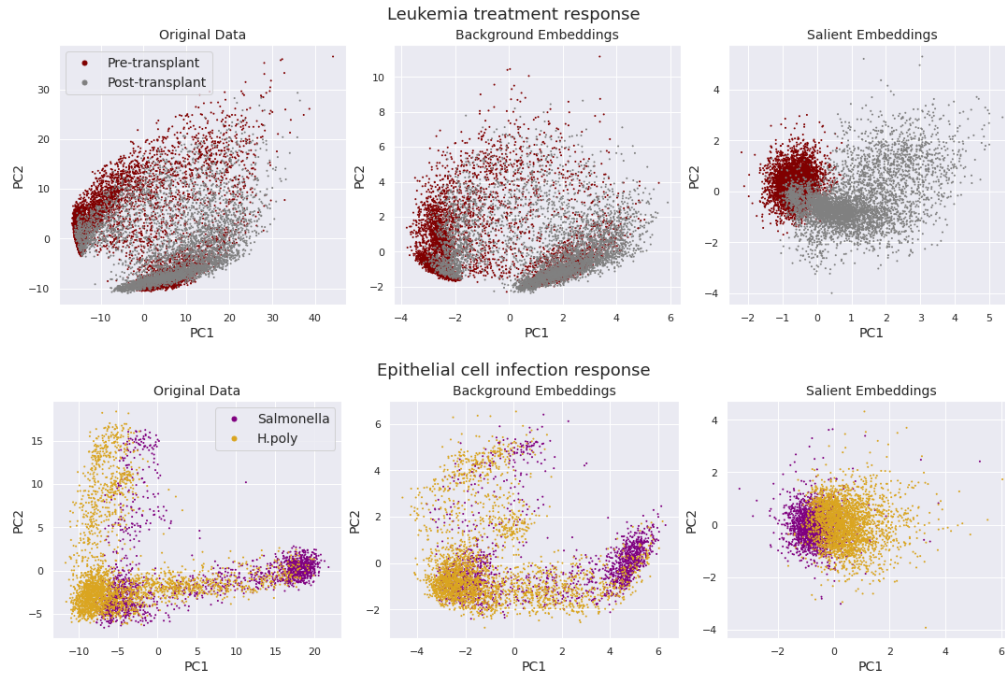 Leukemia treatment response
Original Data
Background Embeddings
Salient Embeddings
Pre-transplant
Post-transplant
PC2
30
20
10
0
−10
−10
0
10
20
30
40
PC1
PC2
10
8
6
4
2
0
−2
−4
−2
0
2
4
6
PC1
PC2
4
2
0
−2
−4
−2
−1
0
1
2
3
4
5
PC1
Epithelial cell infection response
Original Data
Background Embeddings
Salient Embeddings
Salmonella
H.poly
PC2
15
10
5
0
−5
−10
−5
0
5
10
15
20
PC1
PC2
6
4
2
0
−2
−4
−2
0
2
4
6
PC1
PC2
4
2
0
−2
−4
−2
0
2
4
6
PC1